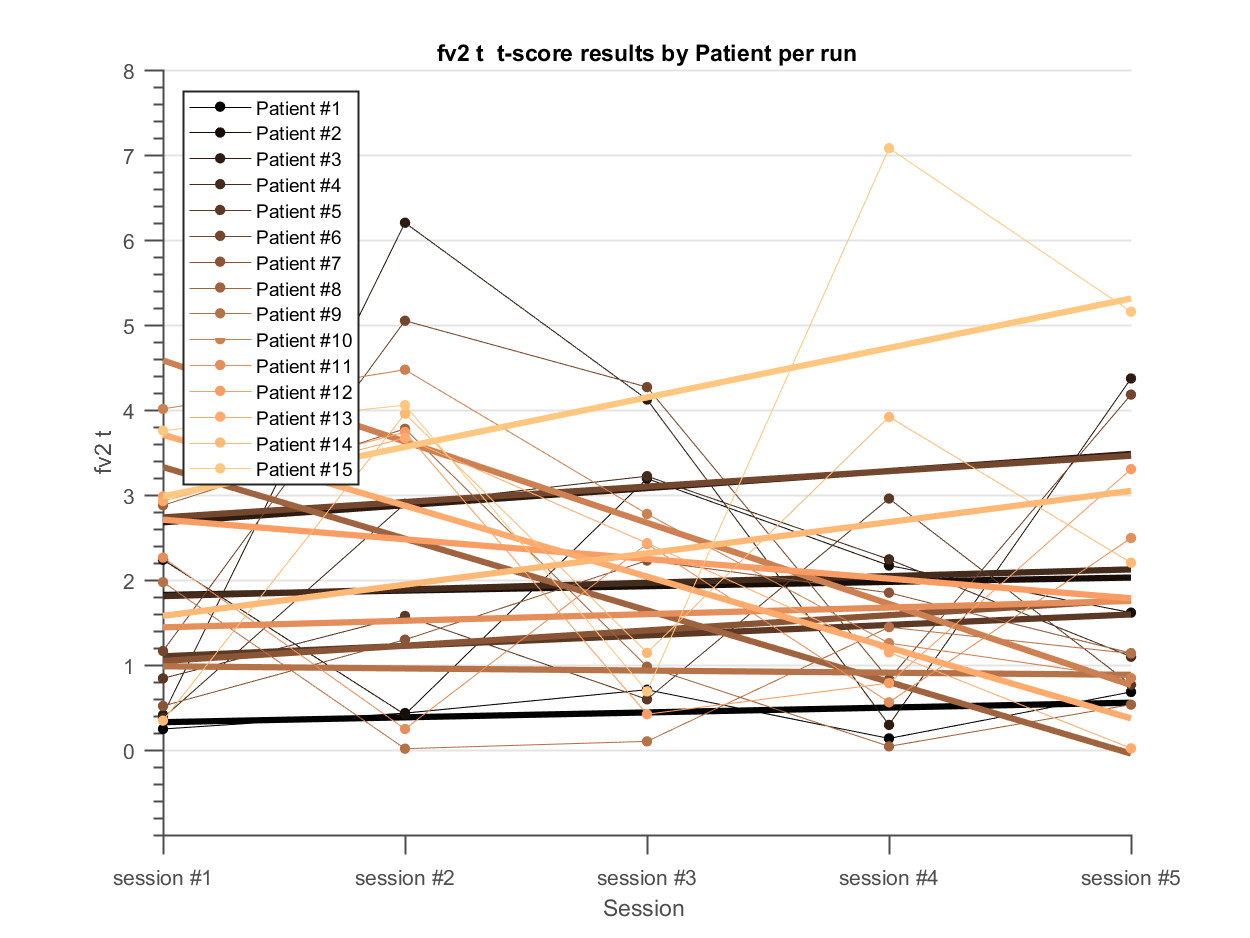 fv2 t  t-score results by Patient per run
8
7
6
5
4
3
2
1
0
fv2 t
Patient #1
Patient #2
Patient #3
Patient #4
Patient #5
Patient #6
Patient #7
Patient #8
Patient #9
Patient #10
Patient #11
Patient #12
Patient #13
Patient #14
Patient #15
session #1 session #2 session #3 session #4 session #5
Session